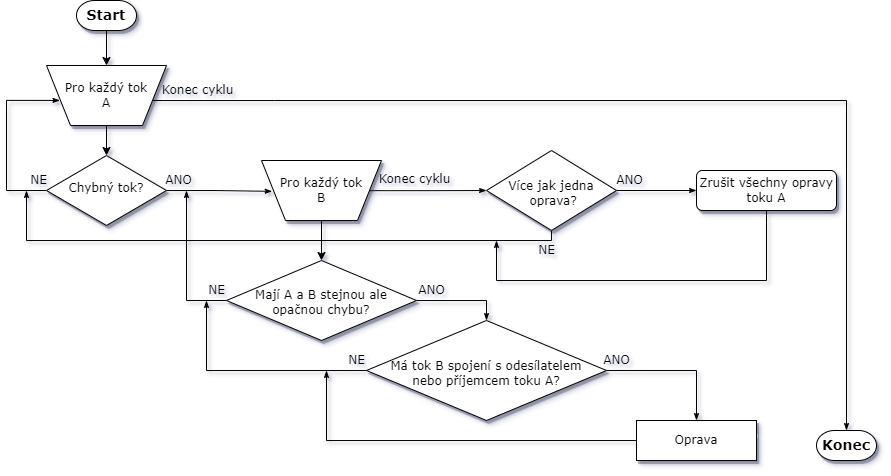 Start
Pro každý tok
A
Konec cyklu
NE
Chybný tok?
ANO
Pro každý tok
B
Konec cyklu
Více jak jedna
oprava?
ANO
Zrušit všechny opravy
toku A
NE
NE
Mají A a B stejnou ale
opačnou chybu?
ANO
NE
Má tok B spojení s odesílatelem
nebo příjemcem toku A?
ANO
Oprava
Konec